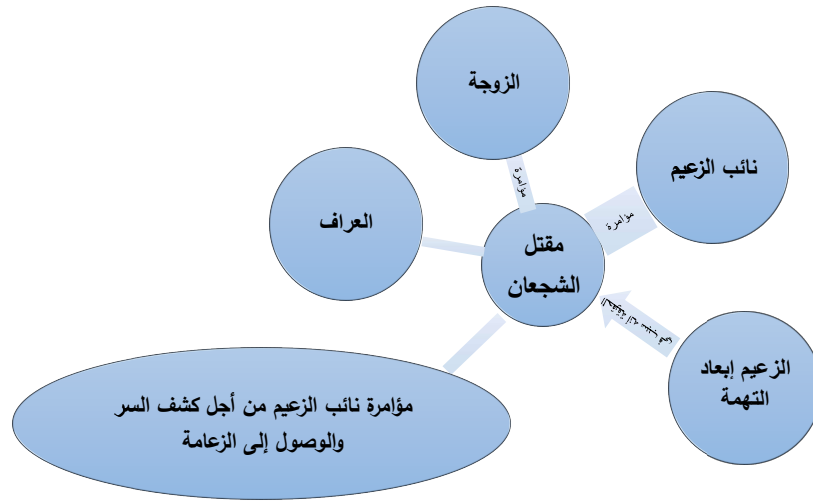 الزوجة
مؤامرة
نائب الزعيم
مؤامرة
العراف
مقتل
الشجعان
الزعيم إبعاد
التهمة
مؤامرة نائب الزعيم من أجل كشف السر
والوصول إلى الزعامة